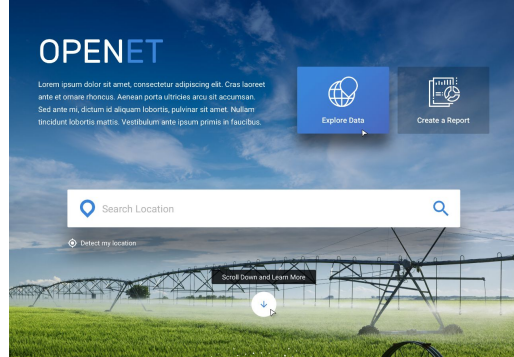 OPENET
Lorem ipsum dolor sit amet, consectetur adipiscing elit. Cras laoreet
ante et ornare rhoncus. Aenean porta ultricies arcu sit accumsan.
Sed ante mi, dictum id aliquam lobortis, pulvinar sit amet. Nullam
tincidunt lobortis mattis. Vestibulum ante ipsum primis in faucibus.
Explore Data
Create a Report
Search Location
Detect my location
Scroll Down and Learn More